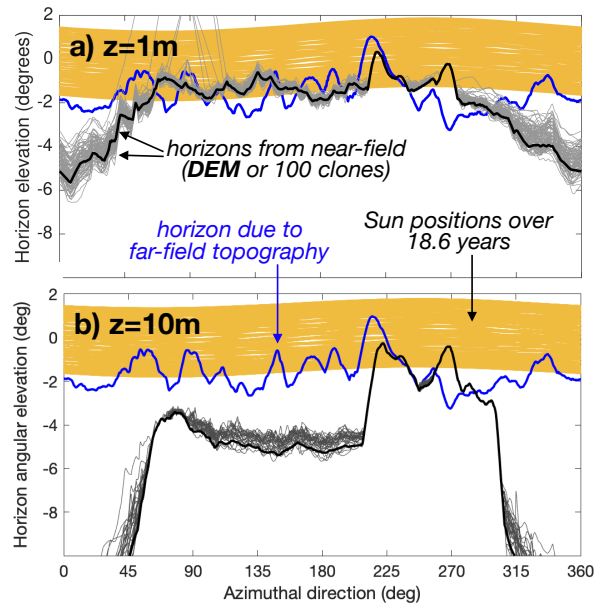 2
a) z=1m
0
-2
-4
-6
-8
Horizon elevation (degrees)
horizons from near-field
(DEM or 100 clones)
horizon due to
far-field topography
Sun positions over
18.6 years
2
b) z=10m
0
-2
-4
-6
-8
Horizon angular elevation (deg)
0 45 90 135 180 225 270 315 360
Azimuthal direction (deg)